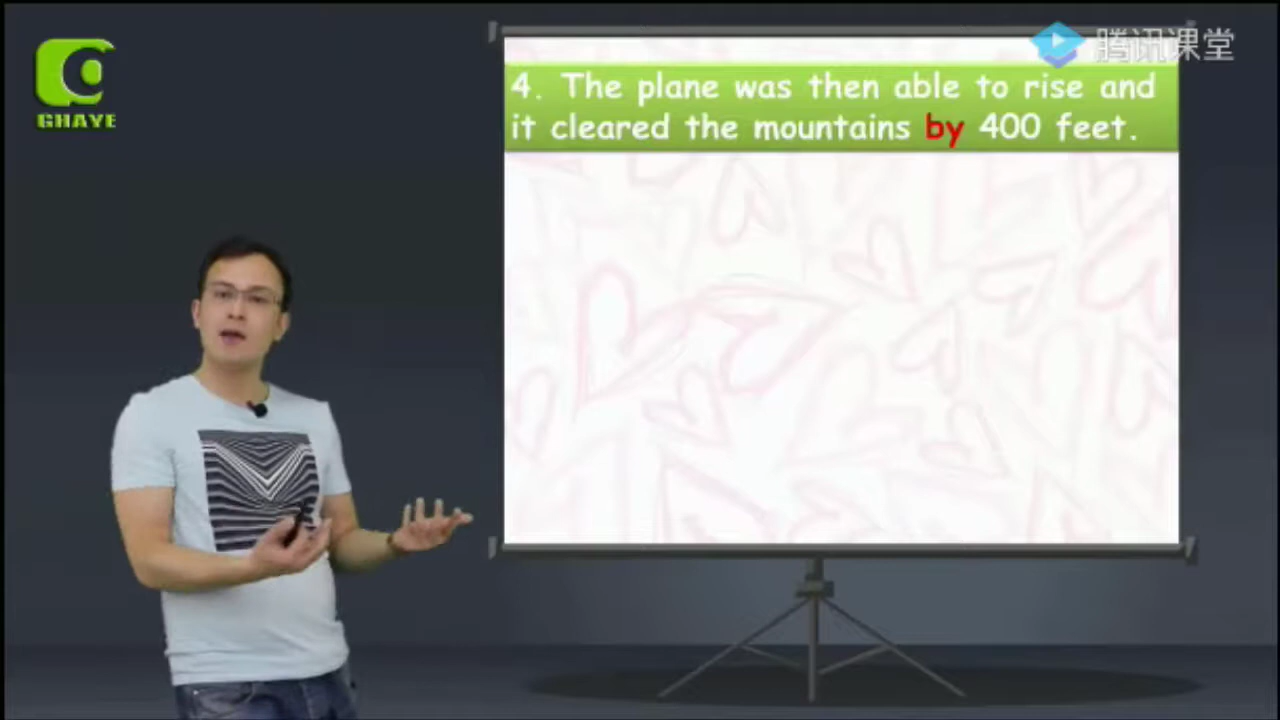 GHAYE
腾讯课堂
4. The plane was then able to rise and
it cleared the mountains by 400 feet.